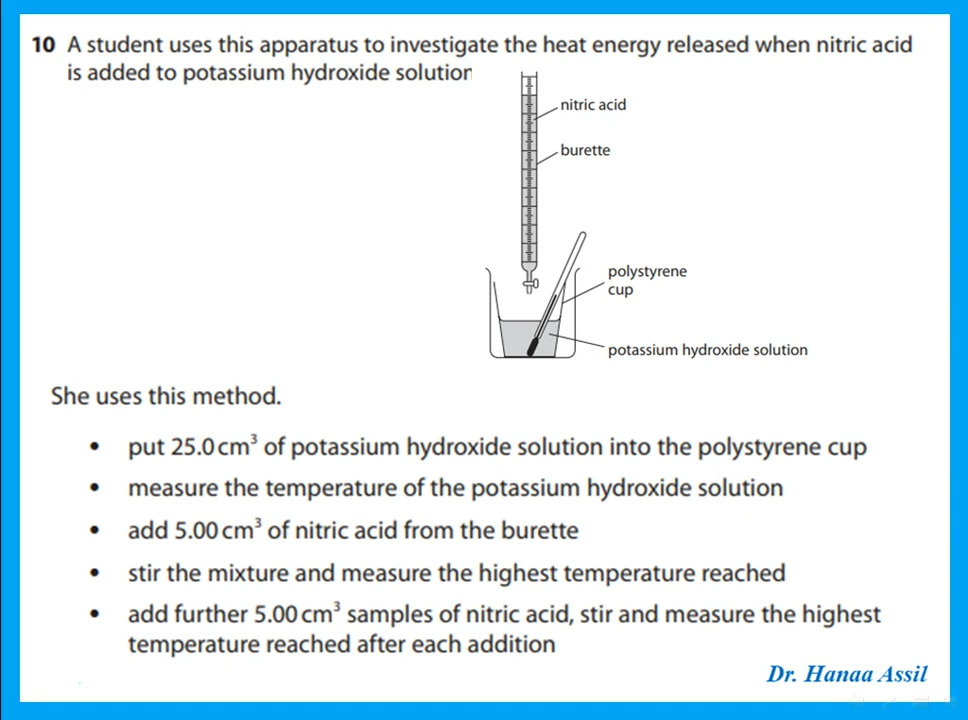 10 A student uses this apparatus to investigate the heat energy released when nitric acid
is added to potassium hydroxide solution
nitric acid
burette
polystyrene
cup
potassium hydroxide solution
She uses this method.
• put 25.0 cm³ of potassium hydroxide solution into the polystyrene cup
• measure the temperature of the potassium hydroxide solution
• add 5.00 cm³ of nitric acid from the burette
• stir the mixture and measure the highest temperature reached
• add further 5.00 cm³ samples of nitric acid, stir and measure the highest
temperature reached after each addition
Dr. Hanaa Assil